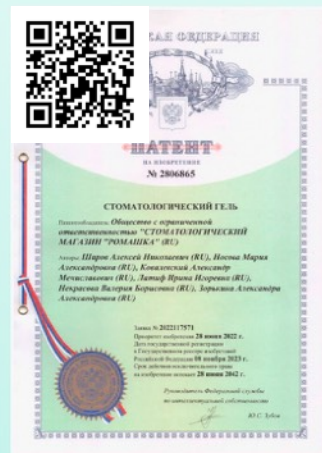 СКАЯ ФЕДЕРАЦИЯ
ПАТЕНТ
НА ИЗОБРЕТЕНИЕ
№ 2806865
СТОМАТОЛОГИЧЕСКИЙ ГЕЛЬ
Патентообладатель: Общество с ограниченной
ответственностью "СТОМАТОЛОГИЧЕСКИЙ
МАГАЗИН "РОМАШКА" (RU)
Авторы: Широв Алексей Николаевич (RU), Носова Мария
Александровна (RU), Ковалевский Александр
Мечиславович (RU), Латиф Ирина Игоревна (RU),
Некрасова Валерия Борисовна (RU), Зорькина Александра
Александровна (RU)
Заявка № 2022117571
Приоритет изобретения 28 июня 2022 г.
Дата государственной регистрации
в Государственном реестре изобретений
Российской Федерации 08 ноября 2023 г.
Срок действия исключительного права
на изобретение истекает 28 июня 2042 г.
Руководитель Федеральной службы
по интеллектуальной собственности
Ю.С. Зубов